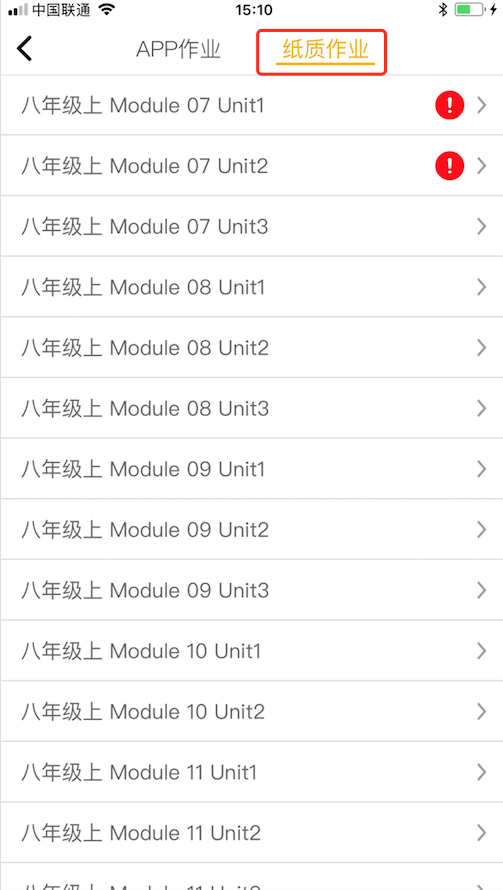 中国联通 15:10
APP作业 纸质作业
八年级上 Module 07 Unit1
八年级上 Module 07 Unit2
八年级上 Module 07 Unit3
八年级上 Module 08 Unit1
八年级上 Module 08 Unit2
八年级上 Module 08 Unit3
八年级上 Module 09 Unit1
八年级上 Module 09 Unit2
八年级上 Module 09 Unit3
八年级上 Module 10 Unit1
八年级上 Module 10 Unit2
八年级上 Module 11 Unit1
八年级上 Module 11 Unit2